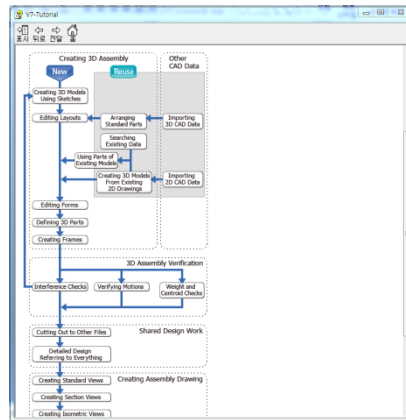 V7-Tutorial
표시 뒤로 전달 홈
Creating 3D Assembly
Other
CAD Data
New
Reuse
Creating 3D Models
Using Sketches
Editing Layouts
Arranging
Standard Parts
Importing
3D CAD Data
Searching
Existing Data
Using Parts of
Existing Models
Creating 3D Models
From Existing
2D Drawings
Importing
2D CAD Data
Editing Forms
Defining 3D Parts
Creating Frames
3D Assembly Verification
Interference Checks
Verifying Motions
Weight and
Centroid Checks
Cutting Out to Other Files
Shared Design Work
Detailed Design
Referring to Everything
Creating Standard Views
Creating Assembly Drawing
Creating Section Views
Creating Isometric Views